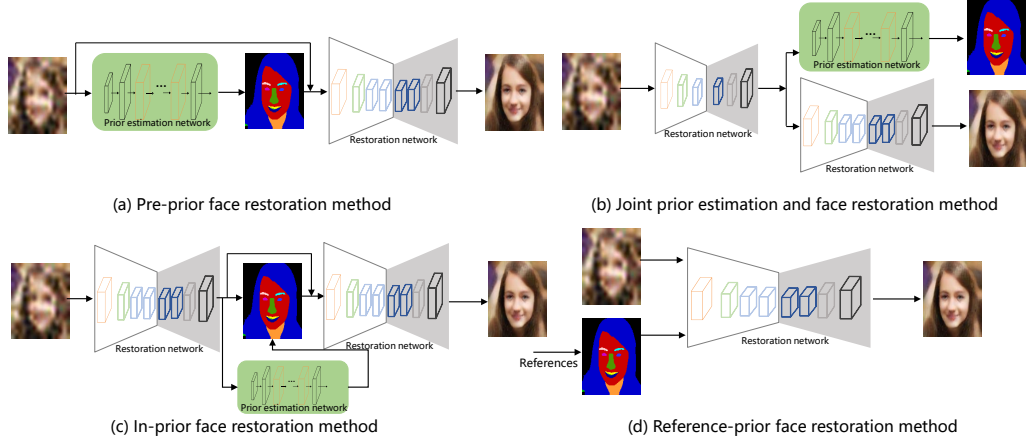 Prior estimation network
Restoration network
(a) Pre-prior face restoration method
Restoration network
Prior estimation network
Restoration network
(b) Joint prior estimation and face restoration method
Restoration network
Prior estimation network
Restoration network
(c) In-prior face restoration method
References
Restoration network
(d) Reference-prior face restoration method